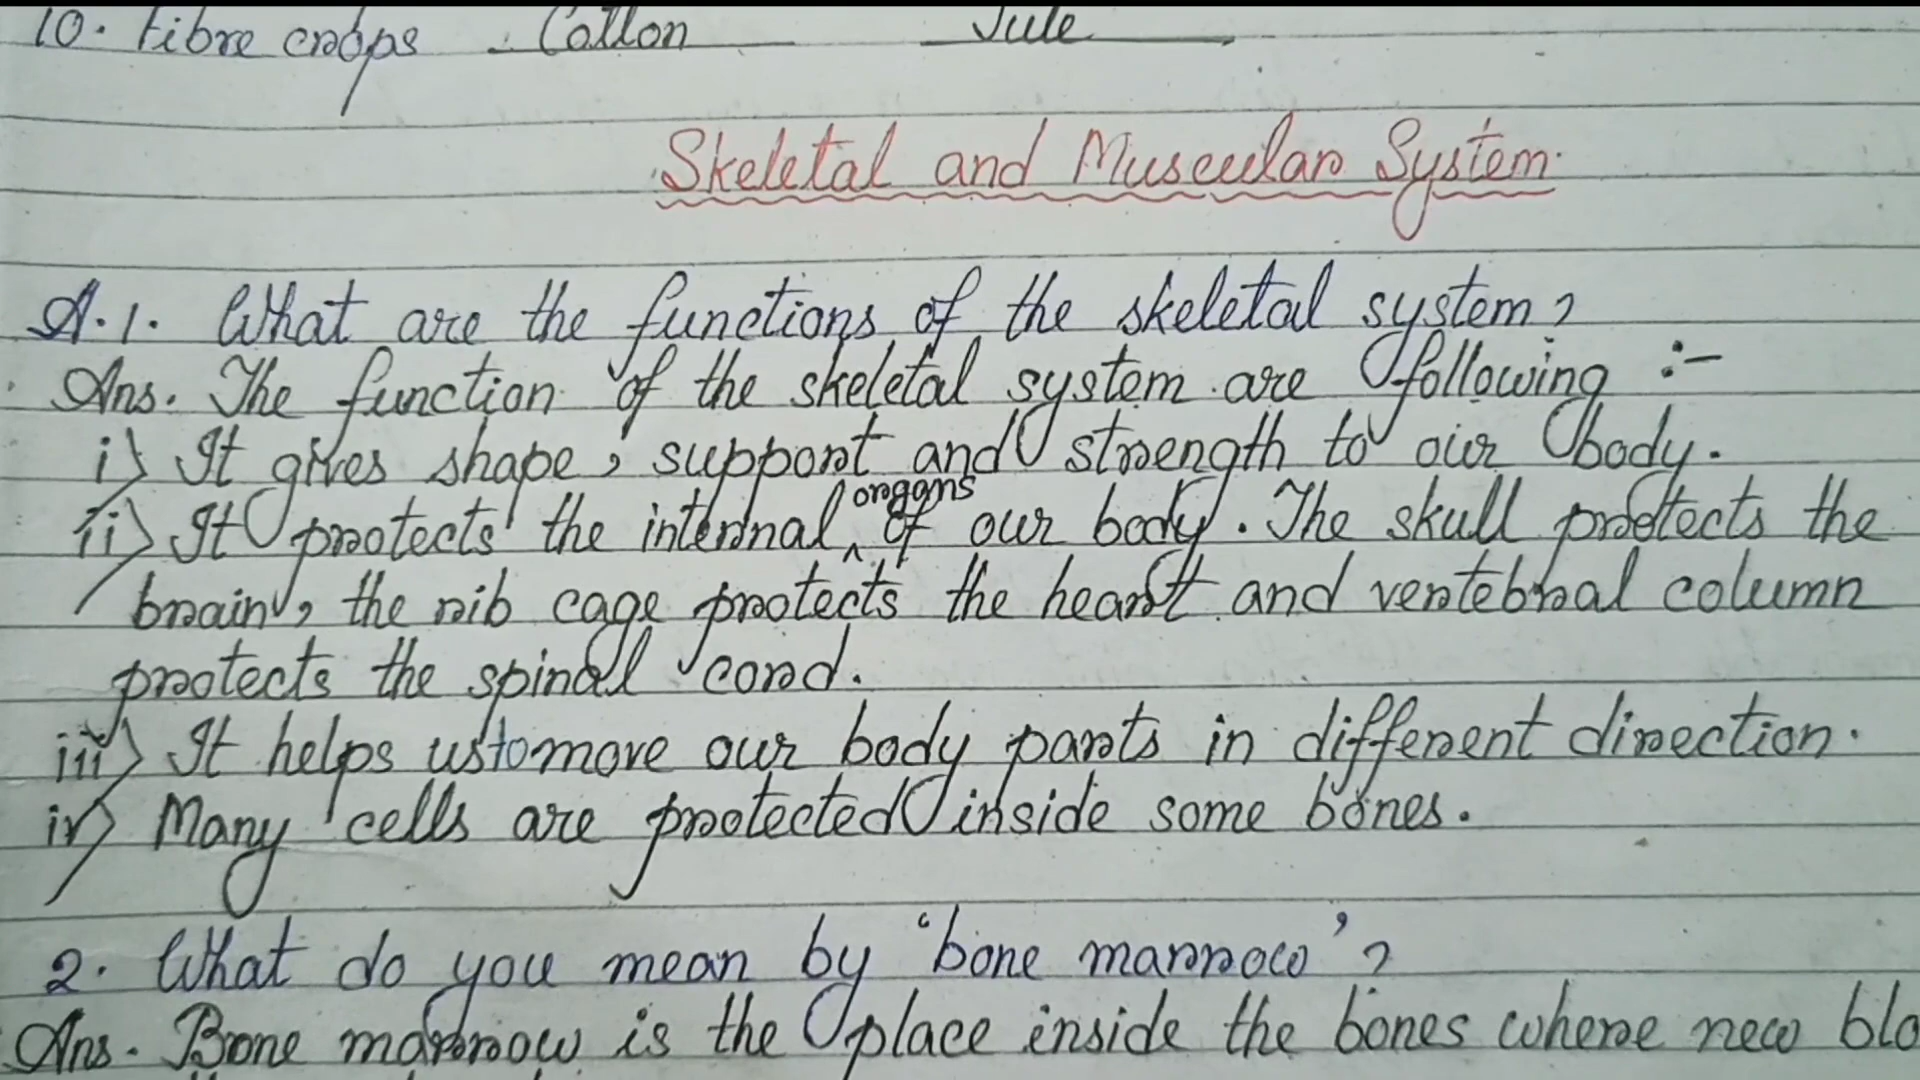 10. Fibre crops - Cotton Jute
Skeletal and Muscular System
A.1. What are the functions of the skeletal system?
Ans. The function of the skeletal system are following :-
i) It gives shape, support and strength to our body.
ii) It protects the internal organs of our body. The skull protects the
brain, the rib cage protects the heart and vertebral column
protects the spinal cord.
iii) It helps us to move our body parts in different direction.
iv) Many cells are protected inside some bones.
2. What do you mean by 'bone marrow'?
Ans. Bone marrow is the place inside the bones where new blo